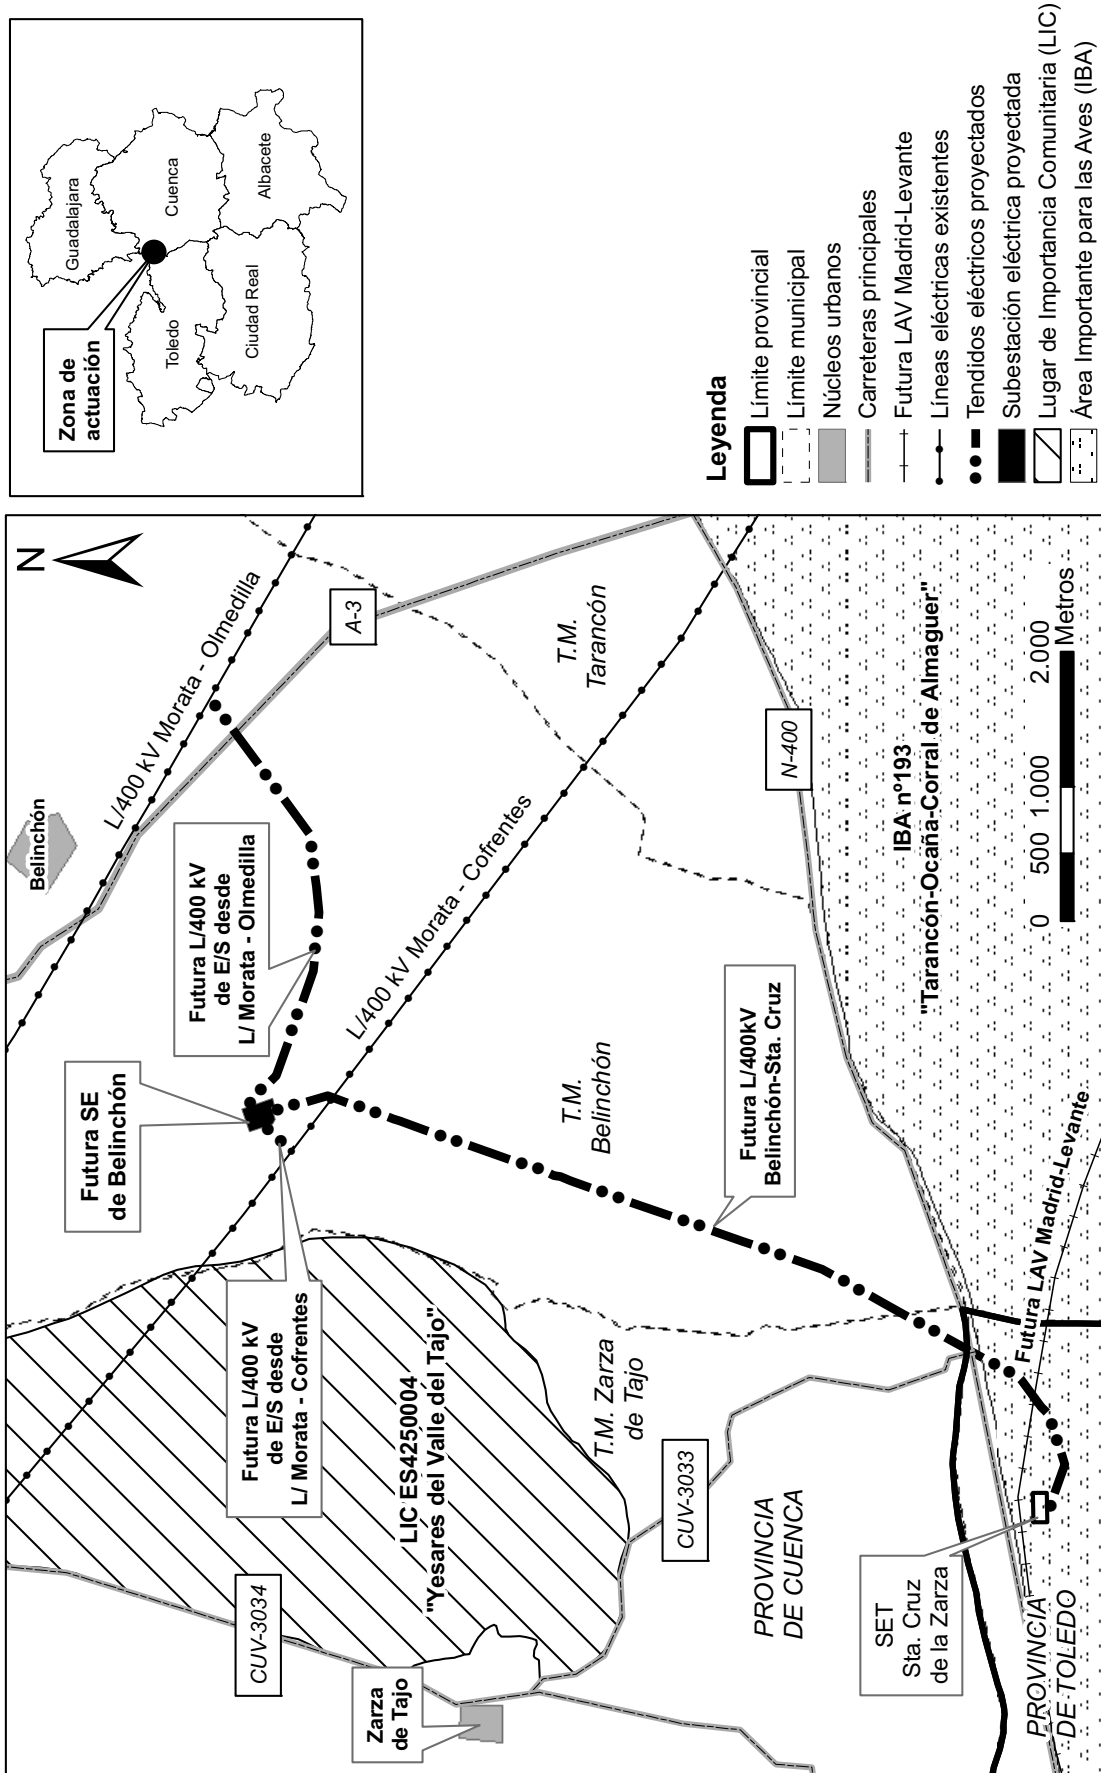 Zona de
actuación
Guadalajara
Cuenca
Toledo
Albacete
Ciudad Real
Leyenda
Límite provincial
Límite municipal
Núcleos urbanos
Carreteras principales
Futura LAV Madrid-Levante
Líneas eléctricas existentes
Tendidos eléctricos proyectados
Subestación eléctrica proyectada
Lugar de Importancia Comunitaria (LIC)
Área Importante para las Aves (IBA)
N
Belinchón
L/400 kV Morata - Olmedilla
A-3
Futura SE
de Belinchón
Futura L/400 kV
de E/S desde
L/ Morata - Olmedilla
Futura L/400 kV
de E/S desde
L/ Morata - Cofrentes
L/400 kV Morata - Cofrentes
T.M.
Tarancón
CUV-3034
LIC ES4250004
"Yesares del Valle del Tajo"
Zarza
de Tajo
T.M. Zarza
de Tajo
T.M.
Belinchón
CUV-3033
Futura L/400kV
Belinchón-Sta. Cruz
N-400
PROVINCIA
DE CUENCA
IBA nº193
"Tarancón-Ocaña-Corral de Almaguer"
SET
Sta. Cruz
de la Zarza
Futura LAV Madrid-Levante
PROVINCIA
DE TOLEDO
0 500 1.000 2.000
Metros